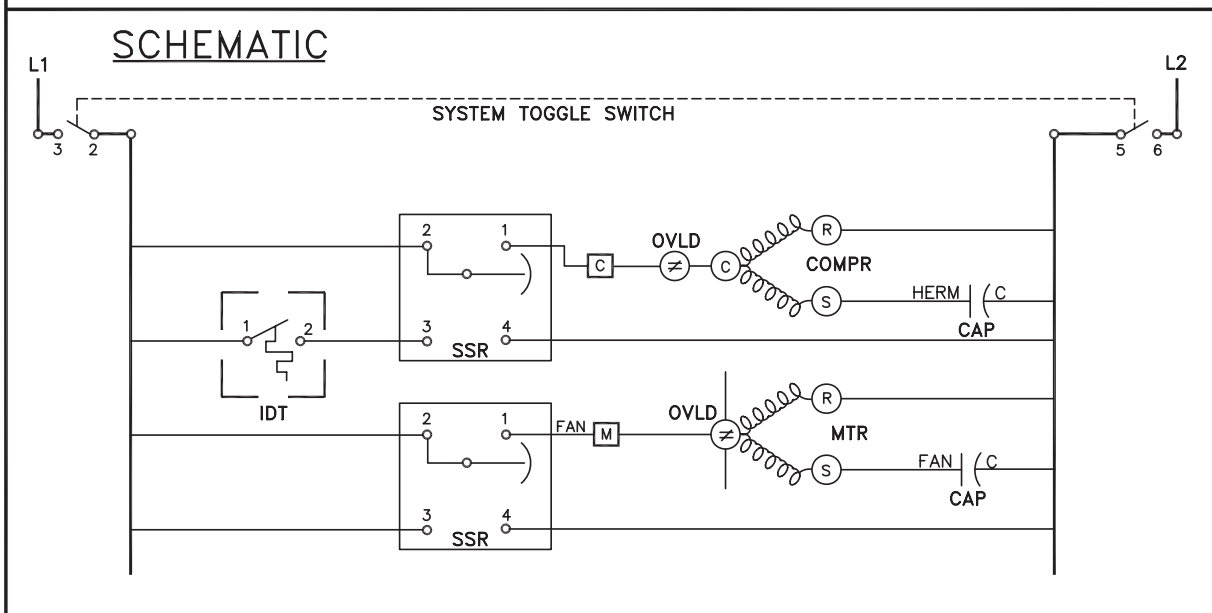 SCHEMATIC
L1
L2
SYSTEM TOGGLE SWITCH
3 2
5 6
2 1
OVLD
C
≠
C
R
COMPR
S
HERM
C
CAP
1 2
3 4
SSR
IDT
2 1
FAN
M
OVLD
≠
R
MTR
S
FAN
C
CAP
3 4
SSR